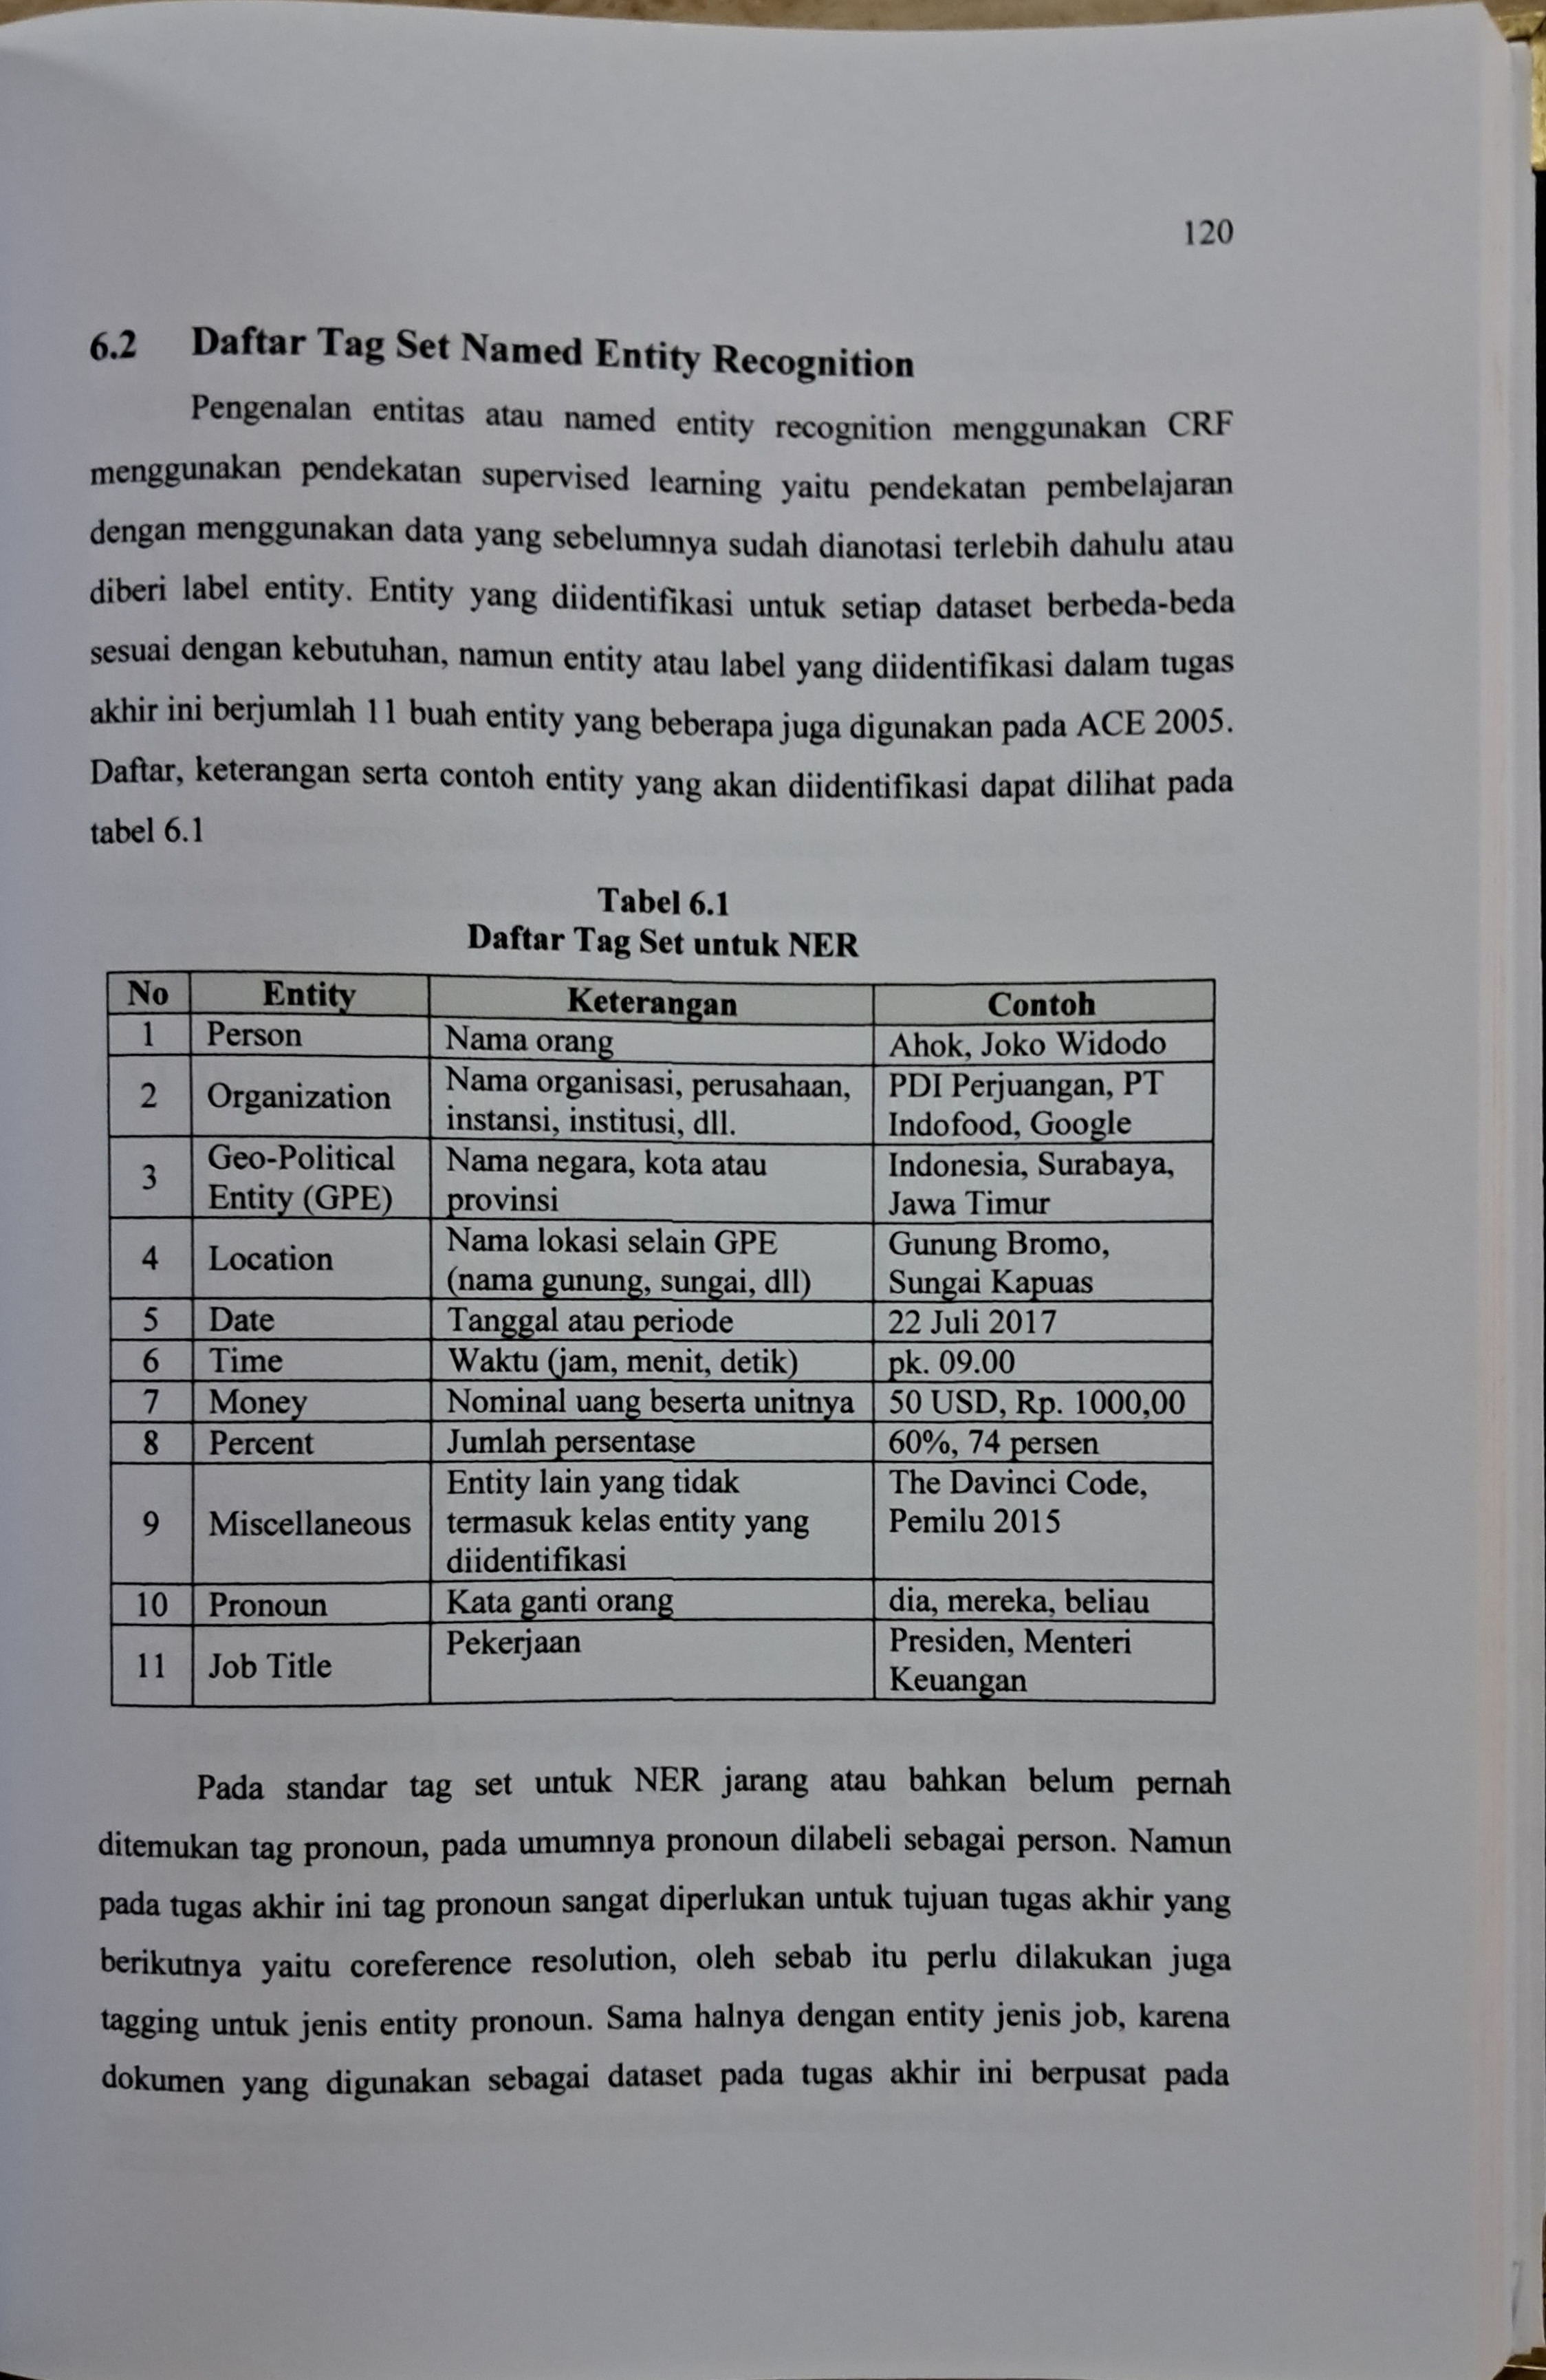 120
6.2 Daftar Tag Set Named Entity Recognition
Pengenalan entitas atau named entity recognition menggunakan CRF
menggunakan pendekatan supervised learning yaitu pendekatan pembelajaran
dengan menggunakan data yang sebelumnya sudah dianotasi terlebih dahulu atau
diberi label entity. Entity yang diidentifikasi untuk setiap dataset berbeda-beda
sesuai dengan kebutuhan, namun entity atau label yang diidentifikasi dalam tugas
akhir ini berjumlah 11 buah entity yang beberapa juga digunakan pada ACE 2005.
Daftar, keterangan serta contoh entity yang akan diidentifikasi dapat dilihat pada
tabel 6.1
Tabel 6.1
Daftar Tag Set untuk NER
No Entity Keterangan Contoh
1 Person Nama orang Ahok, Joko Widodo
2 Organization Nama organisasi, perusahaan, PDI Perjuangan, PT
instansi, institusi, dll. Indofood, Google
3 Geo-Political Nama negara, kota atau Indonesia, Surabaya,
Entity (GPE) provinsi Jawa Timur
4 Location Nama lokasi selain GPE Gunung Bromo,
(nama gunung, sungai, dll) Sungai Kapuas
5 Date Tanggal atau periode 22 Juli 2017
6 Time Waktu (jam, menit, detik) pk. 09.00
7 Money Nominal uang beserta unitnya 50 USD, Rp. 1000,00
8 Percent Jumlah persentase 60%, 74 persen
9 Miscellaneous Entity lain yang tidak The Davinci Code,
termasuk kelas entity yang Pemilu 2015
diidentifikasi
10 Pronoun Kata ganti orang dia, mereka, beliau
11 Job Title Pekerjaan Presiden, Menteri
Keuangan
Pada standar tag set untuk NER jarang atau bahkan belum pernah
ditemukan tag pronoun, pada umumnya pronoun dilabeli sebagai person. Namun
pada tugas akhir ini tag pronoun sangat diperlukan untuk tujuan tugas akhir yang
berikutnya yaitu coreference resolution, oleh sebab itu perlu dilakukan juga
tagging untuk jenis entity pronoun. Sama halnya dengan entity jenis job, karena
dokumen yang digunakan sebagai dataset pada tugas akhir ini berpusat pada